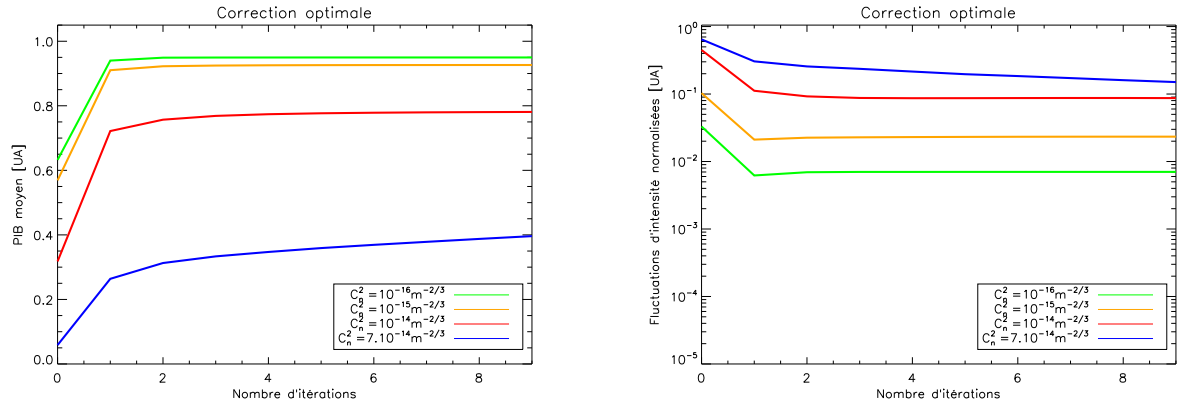 Correction optimale
PIB moyen [UA]
1.0
0.8
0.6
0.4
0.2
0.0
0 2 4 6 8
Nombre d'itérations
C²ₙ =10⁻¹⁶m⁻²/³
C²ₙ =10⁻¹⁵m⁻²/³
C²ₙ =10⁻¹⁴m⁻²/³
C²ₙ =7.10⁻¹⁴m⁻²/³
Correction optimale
Fluctuations d'intensité normalisées [UA]
10⁰
10⁻¹
10⁻²
10⁻³
10⁻⁴
10⁻⁵
0 2 4 6 8
Nombre d'itérations
C²ₙ =10⁻¹⁶m⁻²/³
C²ₙ =10⁻¹⁵m⁻²/³
C²ₙ =10⁻¹⁴m⁻²/³
C²ₙ =7.10⁻¹⁴m⁻²/³